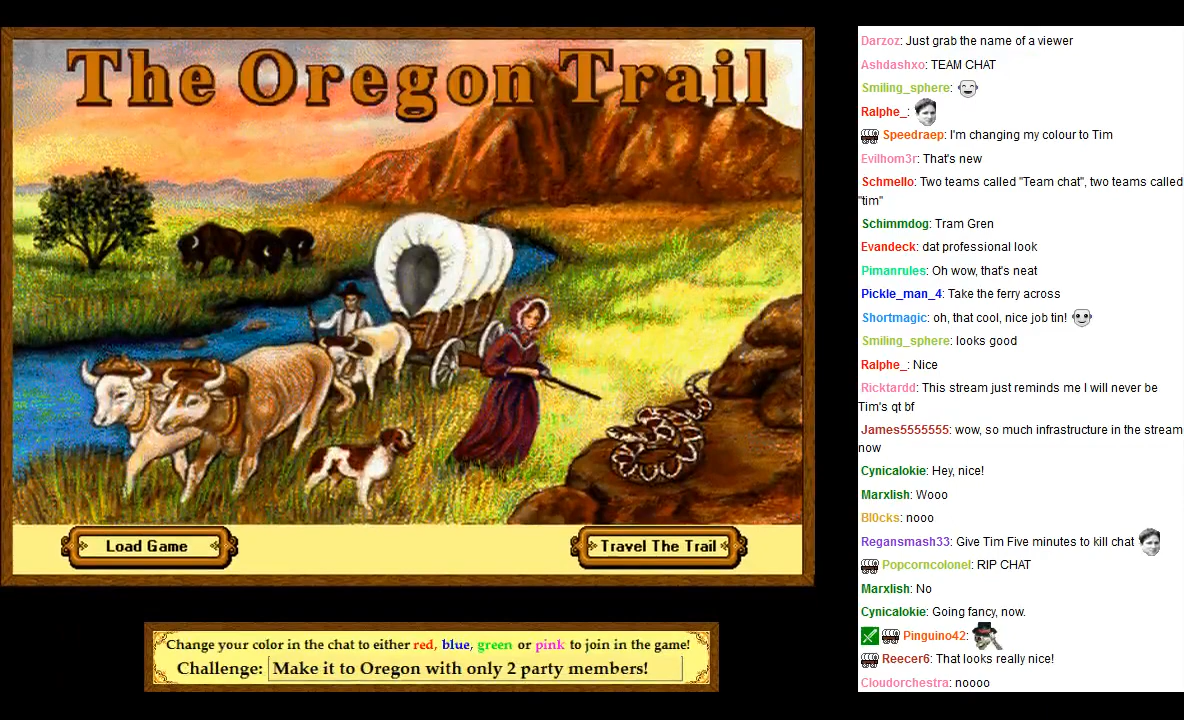 The Oregon Trail
Load Game
Travel The Trail
Change your color in the chat to either red, blue, green or pink to join in the game!
Challenge: Make it to Oregon with only 2 party members!
Darzoz: Just grab the name of a viewer
Ashdashxo: TEAM CHAT
Smiling_sphere:
Ralphe_:
Speedraep: I'm changing my colour to Tim
Evilhom3r: That's new
Schmello: Two teams called "Team chat", two teams called
"tim"
Schimmdog: Tram Gren
Evandeck: dat professional look
Pimanrules: Oh wow, that's neat
Pickle_man_4: Take the ferry across
Shortmagic: oh, that cool, nice job tin!
Smiling_sphere: looks good
Ralphe_: Nice
Ricktardd: This stream just reminds me I will never be
Tim's qt bf
James5555555: wow, so much infrastructure in the stream
now
Cynicalokie: Hey, nice!
Marxlish: Wooo
Bl0cks: nooo
Regansmash33: Give Tim Five minutes to kill chat
Popcorncolonel: RIP CHAT
Marxlish: No
Cynicalokie: Going fancy, now.
Pinguino42:
Reecer6: That looks really nice!
Cloudorchestra: noooo